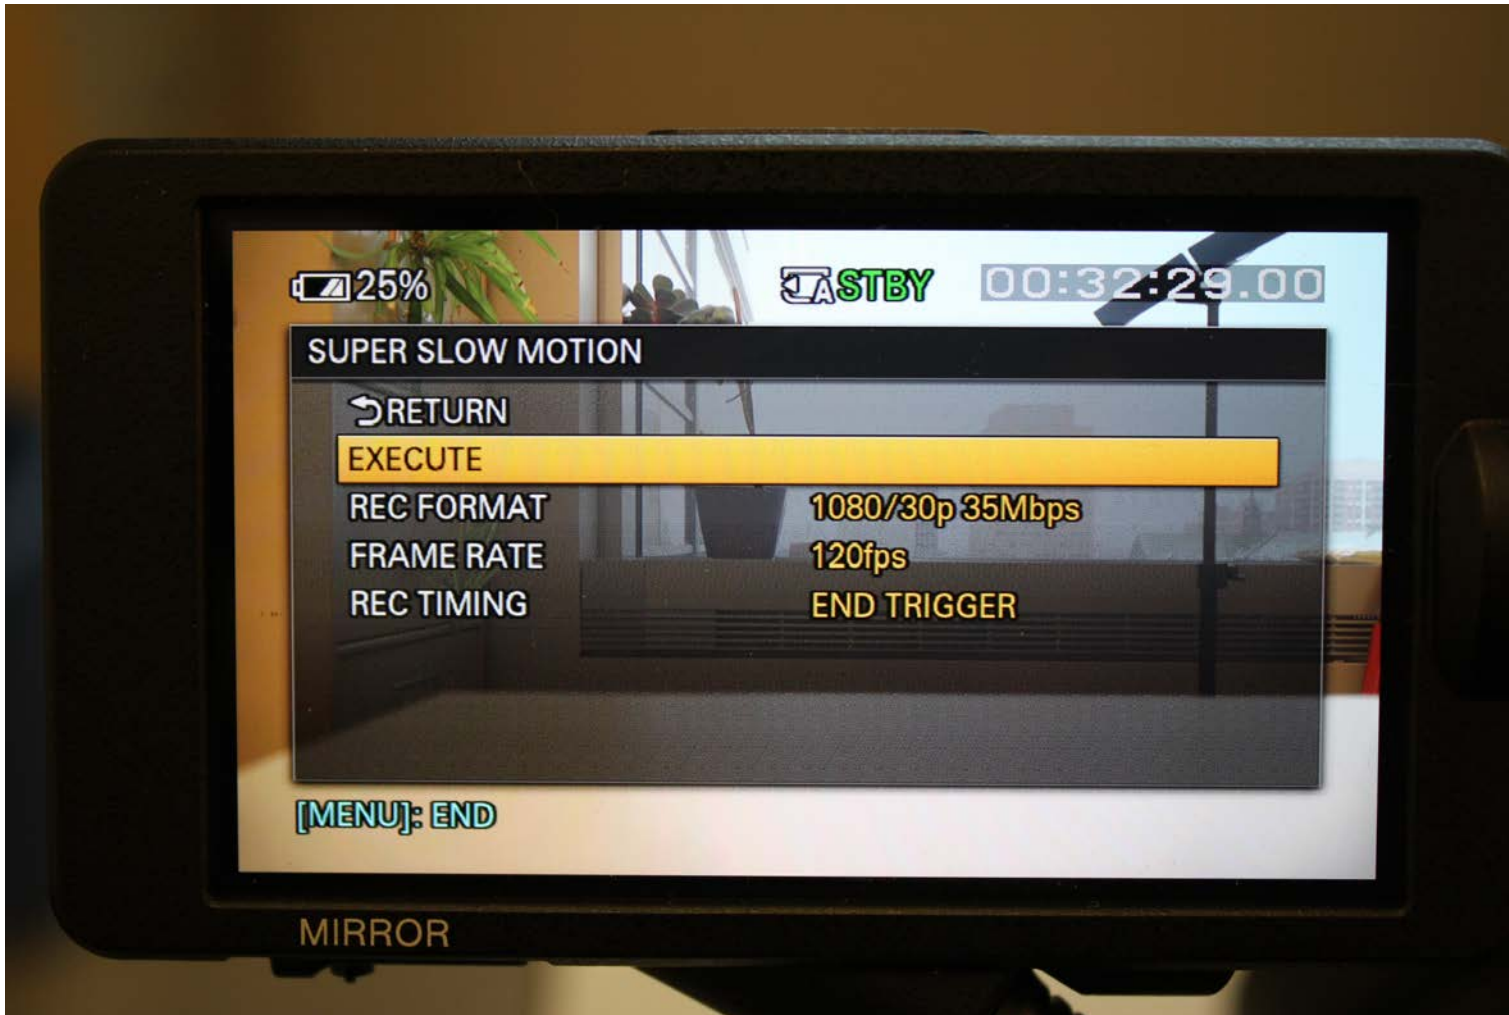 25% STBY 00:32:29.00
SUPER SLOW MOTION
RETURN
EXECUTE
REC FORMAT 1080/30p 35Mbps
FRAME RATE 120fps
REC TIMING END TRIGGER
[MENU]: END
MIRROR